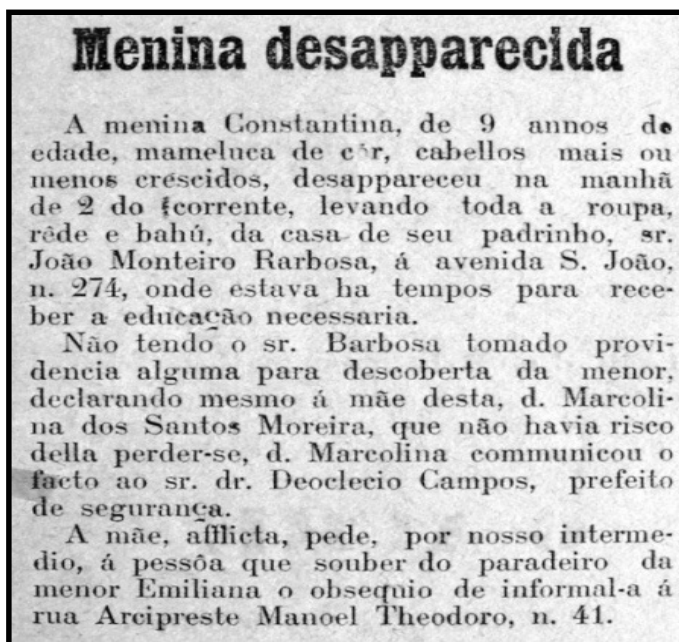 Menina desapparecida
A menina Constantina, de 9 annos de
edade, mameluca de côr, cabellos mais ou
menos crescidos, desappareceu na manhã
de 2 do corrente, levando toda a roupa,
rêde e bahú, da casa de seu padrinho, sr.
João Monteiro Rarbosa, á avenida S. João,
n. 274, onde estava ha tempos para rece-
ber a educação necessaria.
Não tendo o sr. Barbosa tomado provi-
dencia alguma para descoberta da menor,
declarando mesmo á mãe desta, d. Marcoli-
na dos Santos Moreira, que não havia risco
della perder-se, d. Marcolina communicou o
facto ao sr. dr. Deoclecio Campos, prefeito
de segurança.
A mãe, afflicta, pede, por nosso interme-
dio, á pessôa que souber do paradeiro da
menor Emiliana o obsequio de informal-a á
rua Arcipreste Manoel Theodoro, n. 41.